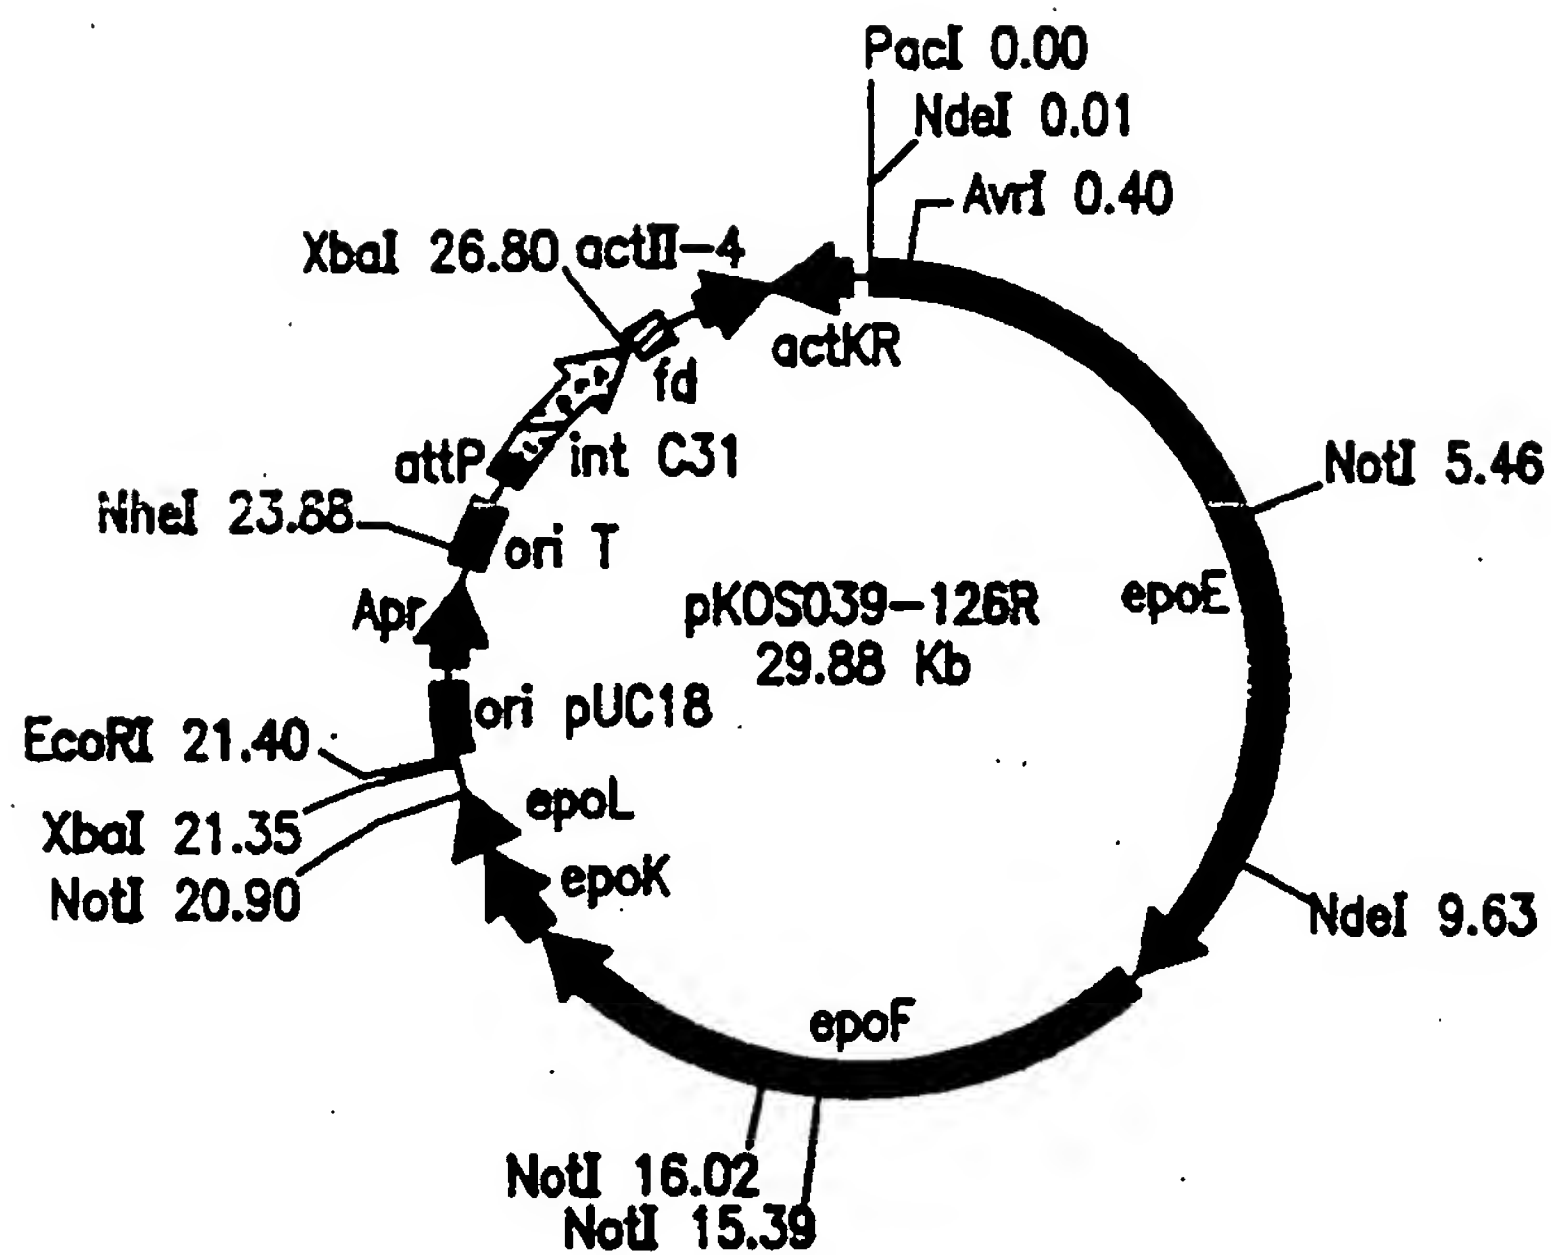 PacI 0.00
NdeI 0.01
AvrI 0.40
XbaI 26.80
actII-4
actKR
fd
attP
int C31
NotI 5.46
NheI 23.68
ori T
Apr
pKOS039-126R
29.88 Kb
epoE
ori pUC18
EcoRI 21.40
epoL
XbaI 21.35
epoK
NotI 20.90
NdeI 9.63
epoF
NotI 16.02
NotI 15.39